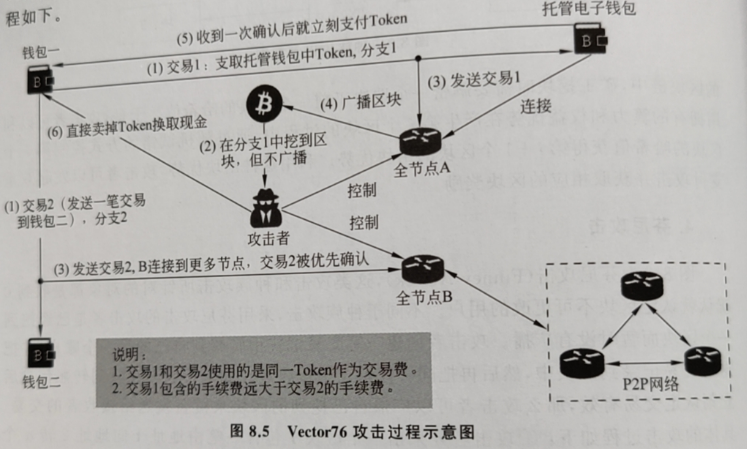 程如下。
(5) 收到一次确认后就立刻支付Token
托管电子钱包
钱包一
(1) 交易1：支取托管钱包中Token, 分支1
(3) 发送交易1
连接
(4) 广播区块
(6) 直接卖掉Token换取现金
(2) 在分支1中挖到区
块，但不广播
全节点A
控制
(1) 交易2（发送一笔交易
到钱包二），分支2
攻击者
控制
(3) 发送交易2, B连接到更多节点，交易2被优先确认
全节点B
钱包二
说明：
1. 交易1和交易2使用的是同一Token作为交易费。
2. 交易1包含的手续费远大于交易2的手续费。
P2P网络
图 8.5 Vector76 攻击过程示意图